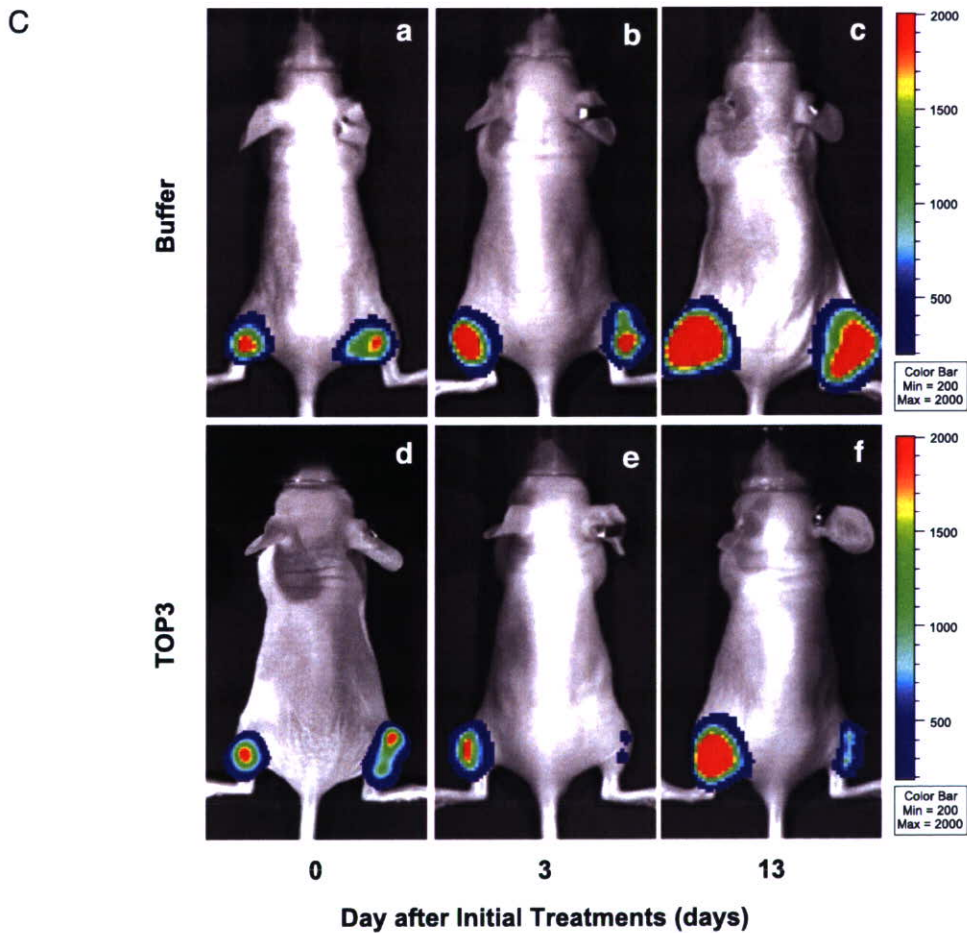 C
a
b
c
Buffer
2000
1500
1000
500
Color Bar
Min = 200
Max = 2000
d
e
f
TOP3
2000
1500
1000
500
Color Bar
Min = 200
Max = 2000
0
3
13
Day after Initial Treatments (days)